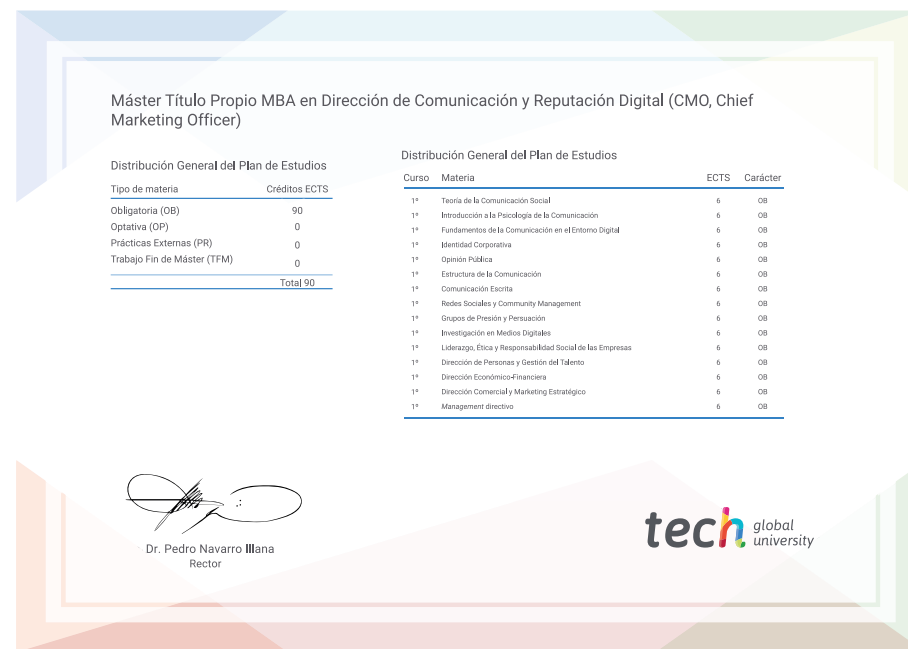 Máster Título Propio MBA en Dirección de Comunicación y Reputación Digital (CMO, Chief
Marketing Officer)
Distribución General del Plan de Estudios
Tipo de materia Créditos ECTS
Obligatoria (OB) 90
Optativa (OP) 0
Prácticas Externas (PR) 0
Trabajo Fin de Máster (TFM) 0
Total 90
Distribución General del Plan de Estudios
Curso Materia ECTS Carácter
1º Teoría de la Comunicación Social 6 OB
1º Introducción a la Psicología de la Comunicación 6 OB
1º Fundamentos de la Comunicación en el Entorno Digital 6 OB
1º Identidad Corporativa 6 OB
1º Opinión Pública 6 OB
1º Estructura de la Comunicación 6 OB
1º Comunicación Escrita 6 OB
1º Redes Sociales y Community Management 6 OB
1º Grupos de Presión y Persuación 6 OB
1º Investigación en Medios Digitales 6 OB
1º Liderazgo, Ética y Responsabilidad Social de las Empresas 6 OB
1º Dirección de Personas y Gestión del Talento 6 OB
1º Dirección Económico-Financiera 6 OB
1º Dirección Comercial y Marketing Estratégico 6 OB
1º Management directivo 6 OB
Dr. Pedro Navarro Illana
Rector
tech global
university